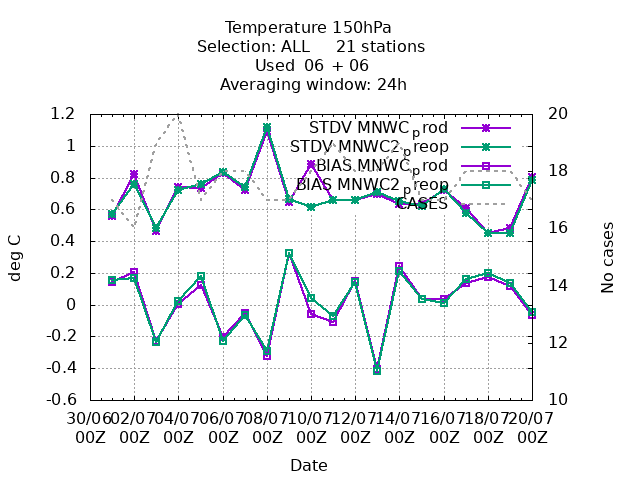 Temperature 150hPa
Selection: ALL     21 stations
Used  06 + 06
Averaging window: 24h
1.2
1
0.8
0.6
0.4
0.2
0
-0.2
-0.4
-0.6
20
18
16
14
12
10
deg C
No cases
STDV MNWC_prod
STDV MNWC2_preop
BIAS MNWC_prod
BIAS MNWC2_preop
CASES
30/06 02/07 04/07 06/07 08/07 10/07 12/07 14/07 16/07 18/07 20/07
00Z 00Z 00Z 00Z 00Z 00Z 00Z 00Z 00Z 00Z 00Z
Date